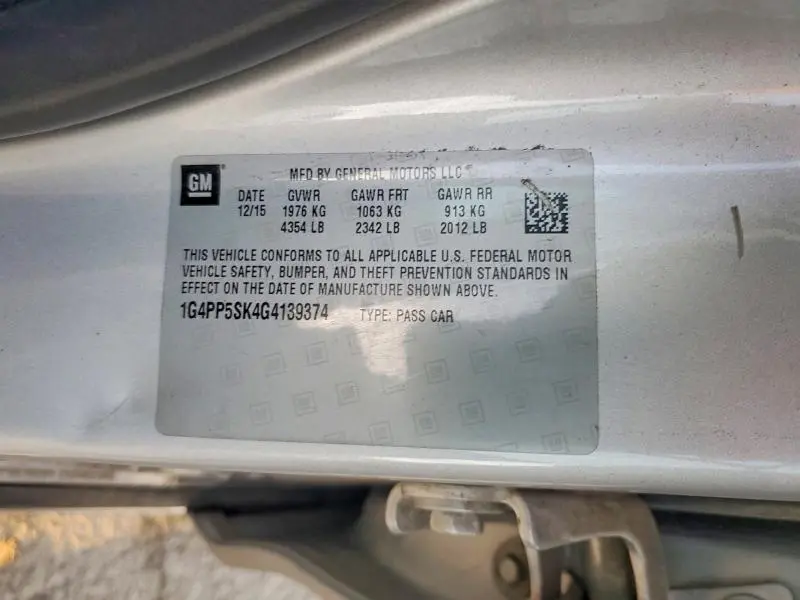 GM
MFD BY GENERAL MOTORS LLC
DATE GVWR GAWR FRT GAWR RR
12/15 1976 KG 1063 KG 913 KG
4354 LB 2342 LB 2012 LB
THIS VEHICLE CONFORMS TO ALL APPLICABLE U.S. FEDERAL MOTOR
VEHICLE SAFETY, BUMPER, AND THEFT PREVENTION STANDARDS IN
EFFECT ON THE DATE OF MANUFACTURE SHOWN ABOVE.
1G4PP5SK4G4139374 TYPE: PASS CAR